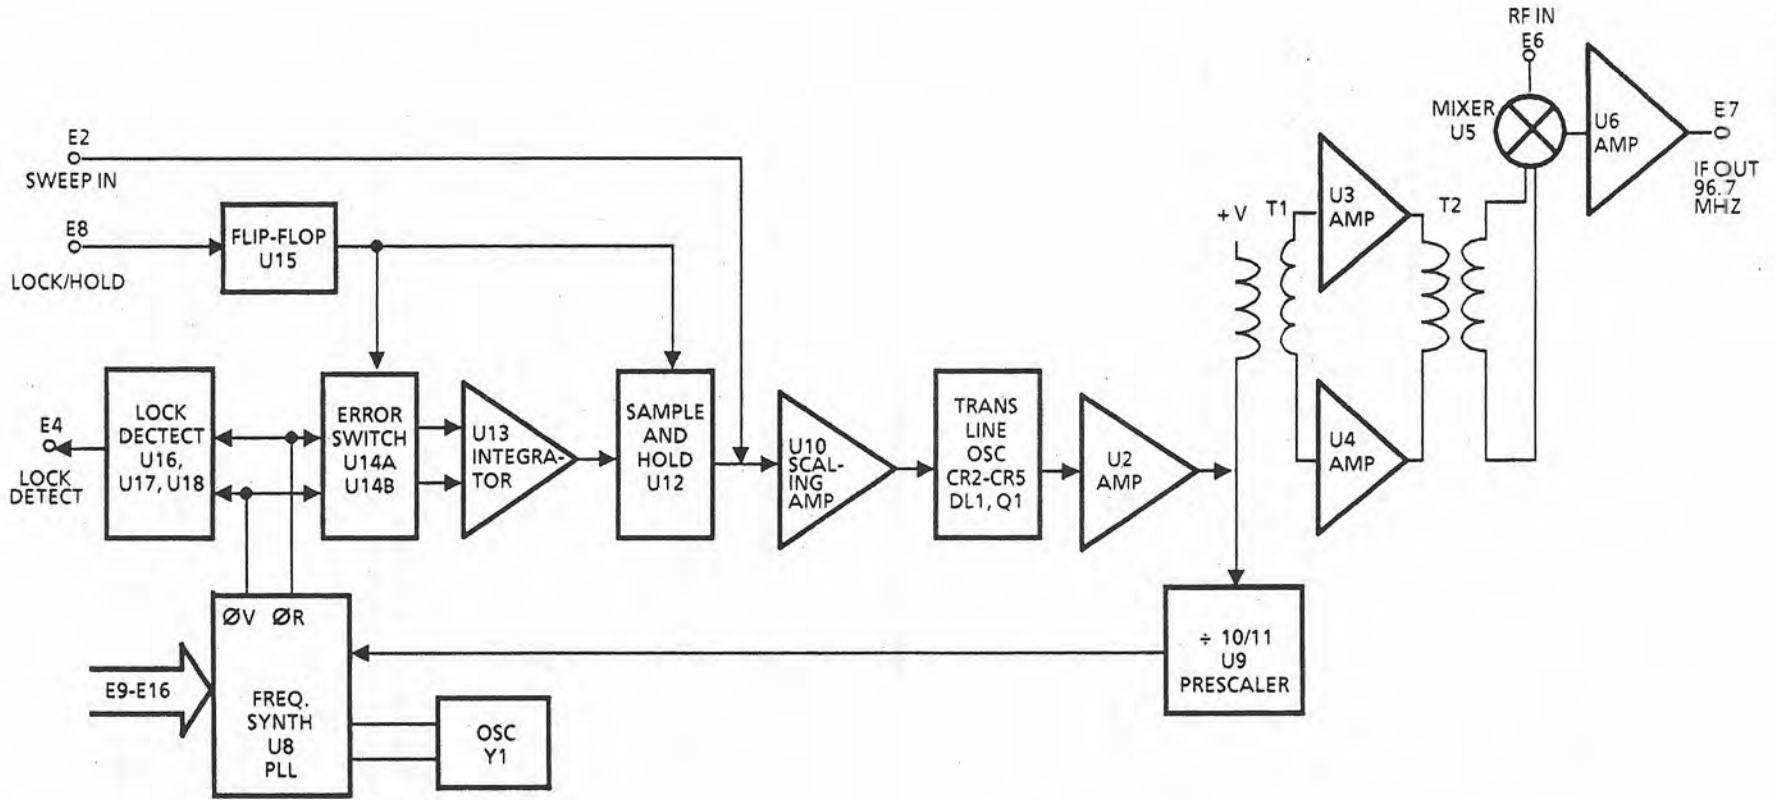 RF IN
E6
MIXER
U5
U6
AMP
E7
IF OUT
96.7
MHZ
E2
SWEEP IN
E8
LOCK/HOLD
FLIP-FLOP
U15
+V
T1
U3
AMP
T2
E4
LOCK
DETECT
LOCK
DECTECT
U16,
U17, U18
ERROR
SWITCH
U14A
U14B
U13
INTEGRA-
TOR
SAMPLE
AND
HOLD
U12
U10
SCAL-
ING
AMP
TRANS
LINE
OSC
CR2-CR5
DL1, Q1
U2
AMP
U4
AMP
ØV ØR
E9-E16
FREQ.
SYNTH
U8
PLL
OSC
Y1
÷ 10/11
U9
PRESCALER